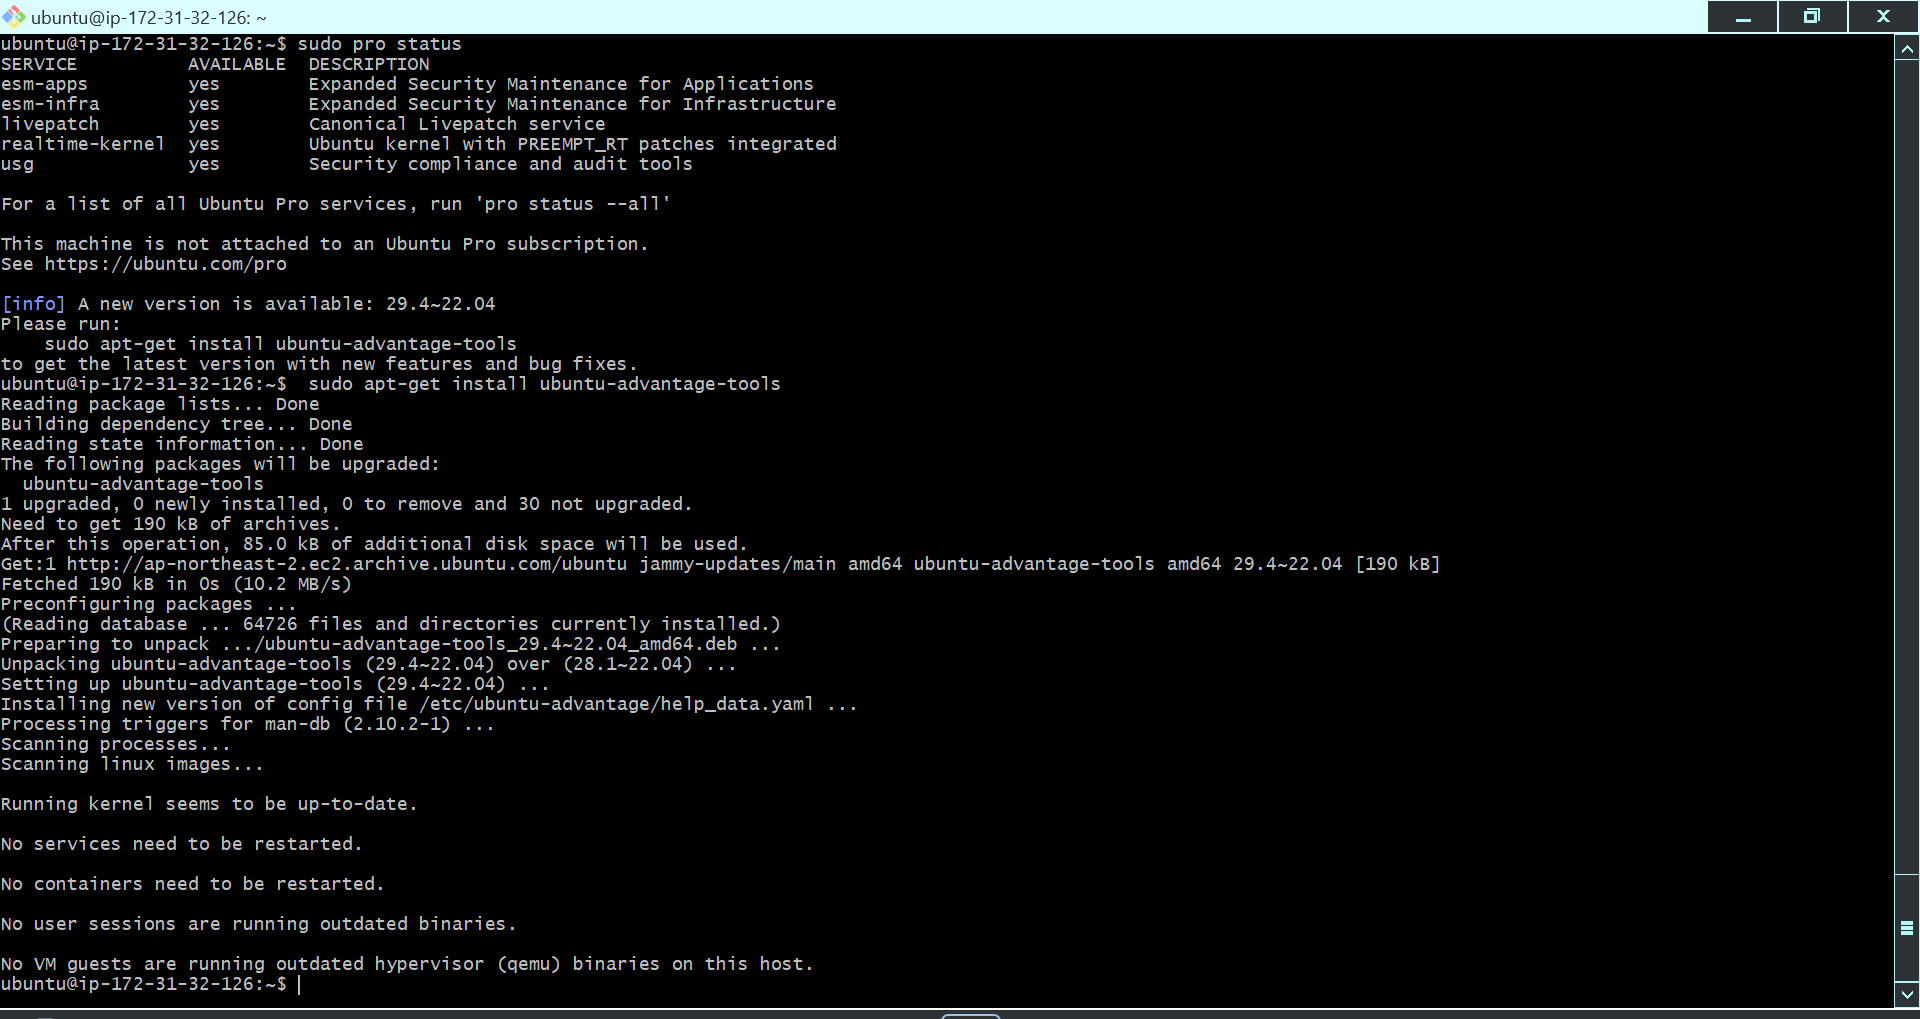 ubuntu@ip-172-31-32-126: ~
ubuntu@ip-172-31-32-126:~$ sudo pro status
SERVICE          AVAILABLE  DESCRIPTION
esm-apps         yes        Expanded Security Maintenance for Applications
esm-infra        yes        Expanded Security Maintenance for Infrastructure
livepatch        yes        Canonical Livepatch service
realtime-kernel  yes        Ubuntu kernel with PREEMPT_RT patches integrated
usg              yes        Security compliance and audit tools
For a list of all Ubuntu Pro services, run 'pro status --all'
This machine is not attached to an Ubuntu Pro subscription.
See https://ubuntu.com/pro
[info] A new version is available: 29.4~22.04
Please run:
    sudo apt-get install ubuntu-advantage-tools
to get the latest version with new features and bug fixes.
ubuntu@ip-172-31-32-126:~$  sudo apt-get install ubuntu-advantage-tools
Reading package lists... Done
Building dependency tree... Done
Reading state information... Done
The following packages will be upgraded:
  ubuntu-advantage-tools
1 upgraded, 0 newly installed, 0 to remove and 30 not upgraded.
Need to get 190 kB of archives.
After this operation, 85.0 kB of additional disk space will be used.
Get:1 http://ap-northeast-2.ec2.archive.ubuntu.com/ubuntu jammy-updates/main amd64 ubuntu-advantage-tools amd64 29.4~22.04 [190 kB]
Fetched 190 kB in 0s (10.2 MB/s)
Preconfiguring packages ...
(Reading database ... 64726 files and directories currently installed.)
Preparing to unpack .../ubuntu-advantage-tools_29.4~22.04_amd64.deb ...
Unpacking ubuntu-advantage-tools (29.4~22.04) over (28.1~22.04) ...
Setting up ubuntu-advantage-tools (29.4~22.04) ...
Installing new version of config file /etc/ubuntu-advantage/help_data.yaml ...
Processing triggers for man-db (2.10.2-1) ...
Scanning processes...
Scanning linux images...
Running kernel seems to be up-to-date.
No services need to be restarted.
No containers need to be restarted.
No user sessions are running outdated binaries.
No VM guests are running outdated hypervisor (qemu) binaries on this host.
ubuntu@ip-172-31-32-126:~$